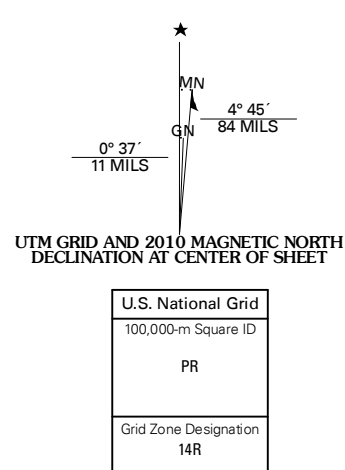 MN
4° 45´
84 MILS
GN
0° 37´
11 MILS
UTM GRID AND 2010 MAGNETIC NORTH
DECLINATION AT CENTER OF SHEET
U.S. National Grid
100,000-m Square ID
PR
Grid Zone Designation
14R